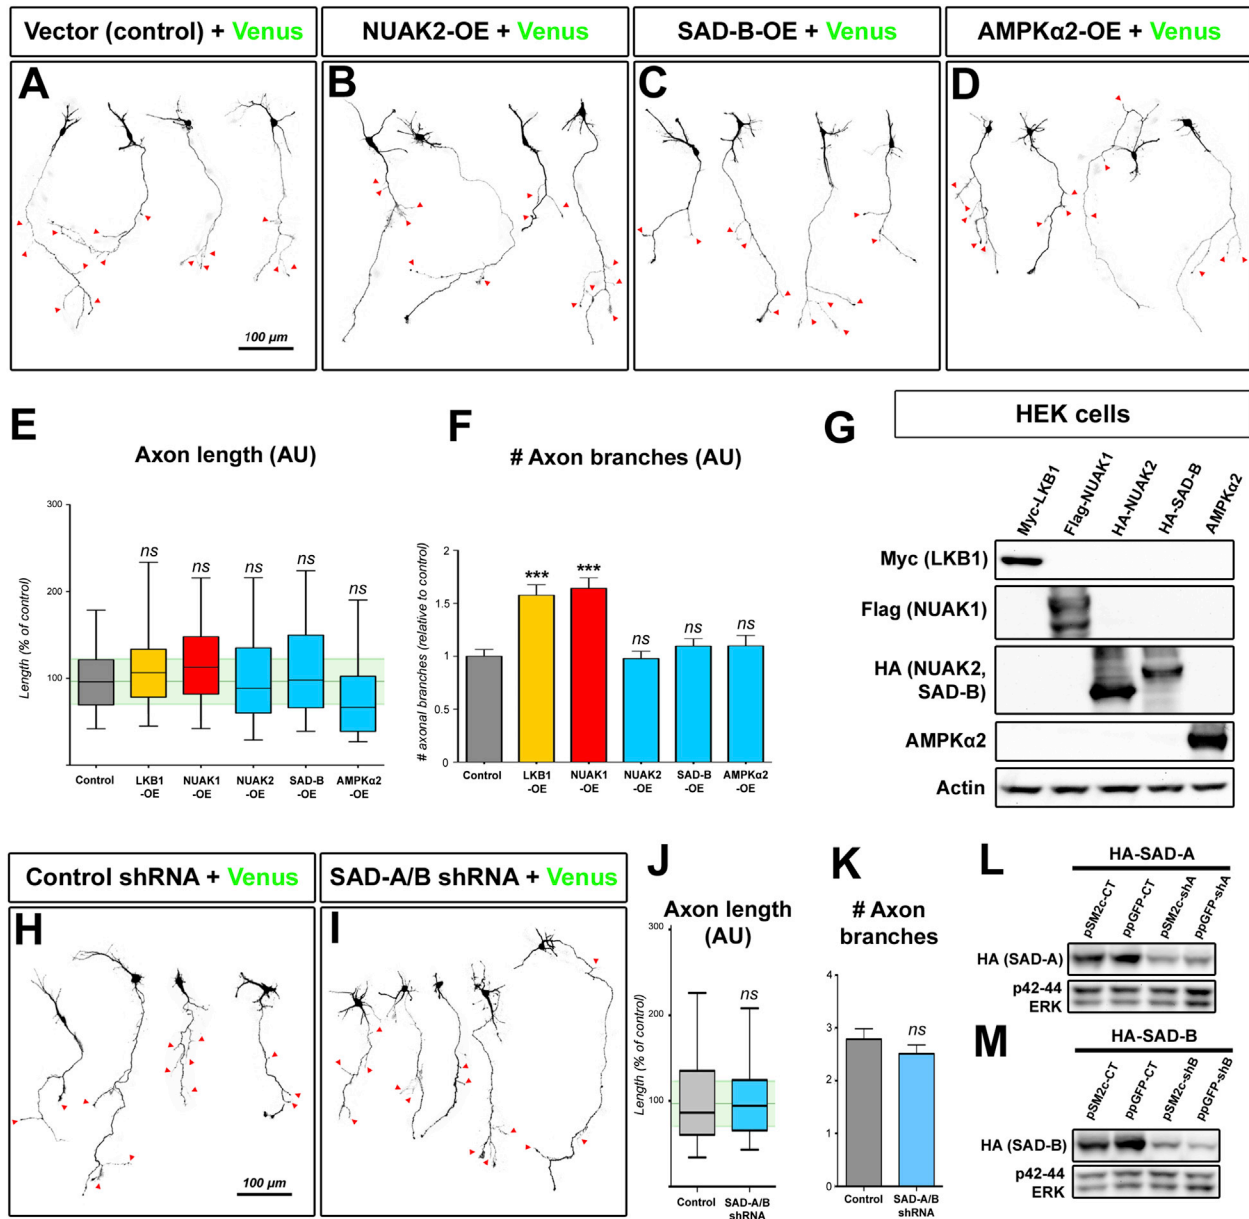 Vector (control) + Venus
NUAK2-OE + Venus
SAD-B-OE + Venus
AMPKα2-OE + Venus
A
B
C
D
100 µm
E
Axon length (AU)
Length (% of control)
300
200
100
ns
ns
ns
ns
ns
Control
LKB1
-OE
NUAK1
-OE
NUAK2
-OE
SAD-B
-OE
AMPKα2
-OE
F
# Axon branches (AU)
# axonal branches (relative to control)
2
1.5
1
0.5
0
***
***
ns
ns
ns
Control
LKB1
-OE
NUAK1
-OE
NUAK2
-OE
SAD-B
-OE
AMPKα2
-OE
G
HEK cells
Myc-LKB1
Flag-NUAK1
HA-NUAK2
HA-SAD-B
AMPKα2
Myc (LKB1)
Flag (NUAK1)
HA (NUAK2,
SAD-B)
AMPKα2
Actin
Control shRNA + Venus
SAD-A/B shRNA + Venus
H
I
100 µm
J
Axon length
(AU)
Length (% of control)
300
200
100
0
ns
Control
SAD-A/B
shRNA
K
# Axon
branches
4
3
2
1
0
ns
Control
SAD-A/B
shRNA
L
HA-SAD-A
pSM2c-CT
ppGFP-CT
pSM2c-shA
ppGFP-shA
HA (SAD-A)
p42-44
ERK
M
HA-SAD-B
pSM2c-CT
ppGFP-CT
pSM2c-shB
ppGFP-shB
HA (SAD-B)
p42-44
ERK